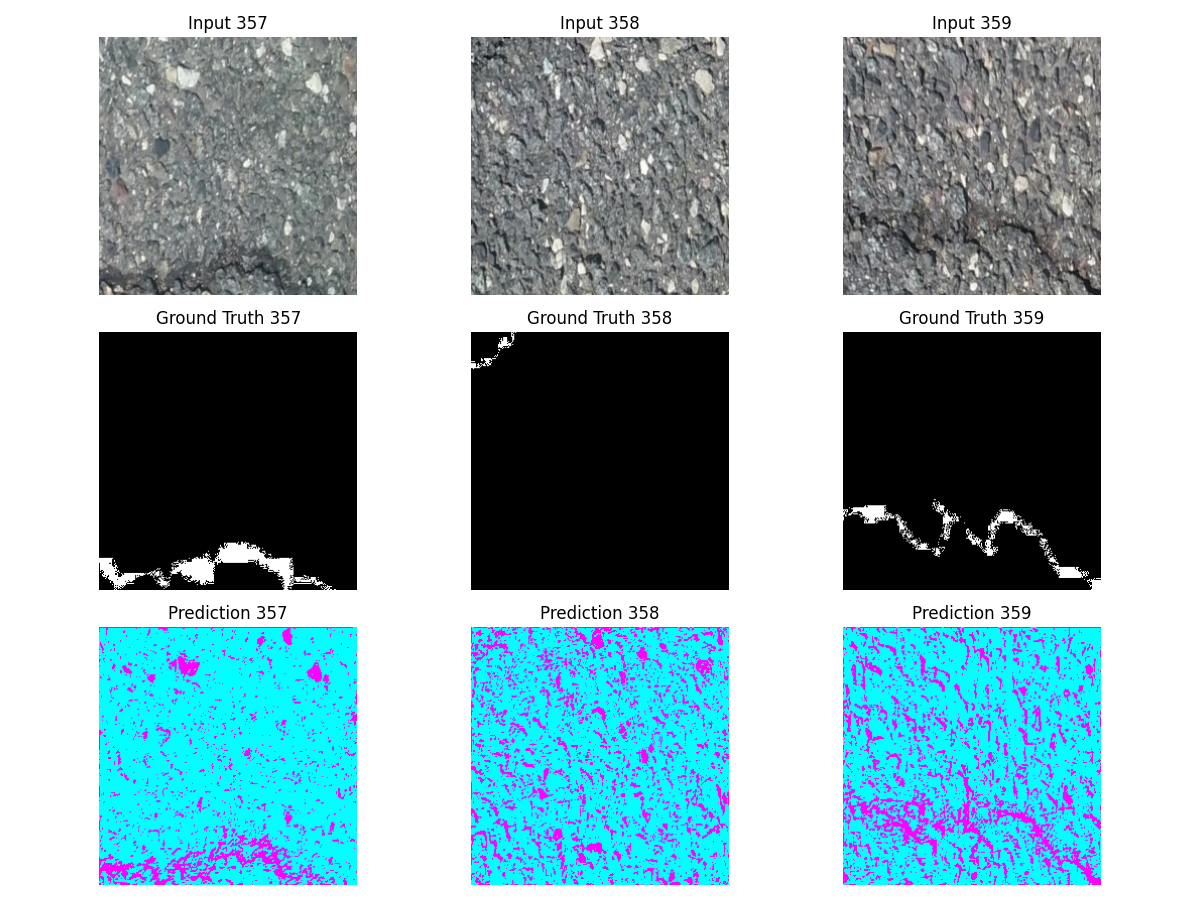 Input 357
Input 358
Input 359
Ground Truth 357
Ground Truth 358
Ground Truth 359
Prediction 357
Prediction 358
Prediction 359